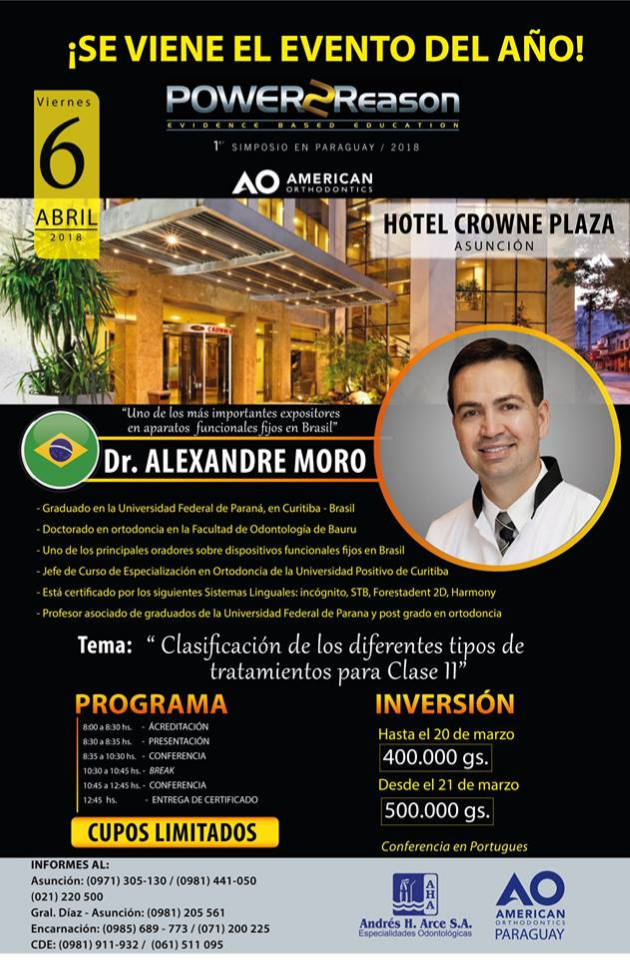 ¡SE VIENE EL EVENTO DEL AÑO!
Viernes
6
ABRIL
2018
POWER2Reason
EVIDENCE BASED EDUCATION
1er SIMPOSIO EN PARAGUAY / 2018
AO AMERICAN
ORTHODONTICS
HOTEL CROWNE PLAZA
ASUNCIÓN
"Uno de los más importantes expositores
en aparatos funcionales fijos en Brasil"
Dr. ALEXANDRE MORO
- Graduado en la Universidad Federal de Paraná, en Curitiba - Brasil
- Doctorado en ortodoncia en la Facultad de Odontología de Bauru
- Uno de los principales oradores sobre dispositivos funcionales fijos en Brasil
- Jefe de Curso de Especialización en Ortodoncia de la Universidad Positivo de Curitiba
- Está certificado por los siguientes Sistemas Linguales: incógnito, STB, Forestadent 2D, Harmony
- Profesor asociado de graduados de la Universidad Federal de Parana y post grado en ortodoncia
Tema: " Clasificación de los diferentes tipos de
tratamientos para Clase II"
PROGRAMA
8:00 a 8:30 hs. - ACREDITACIÓN
8:30 a 8:35 hs. - PRESENTACIÓN
8:35 a 10:30 hs. - CONFERENCIA
10:30 a 10:45 hs. - BREAK
10:45 a 12:45 hs. - CONFERENCIA
12:45 hs. - ENTREGA DE CERTIFICADO
CUPOS LIMITADOS
INVERSIÓN
Hasta el 20 de marzo
400.000 gs.
Desde el 21 de marzo
500.000 gs.
Conferencia en Portugues
INFORMES AL:
Asunción: (0971) 305-130 / (0981) 441-050
(021) 220 500
Gral. Díaz - Asunción: (0981) 205 561
Encarnación: (0985) 689 - 773 / (071) 200 225
CDE: (0981) 911-932 / (061) 511 095
AHA
Andrés H. Arce S.A.
Especialidades Odontológicas
AO
AMERICAN
ORTHODONTICS
PARAGUAY